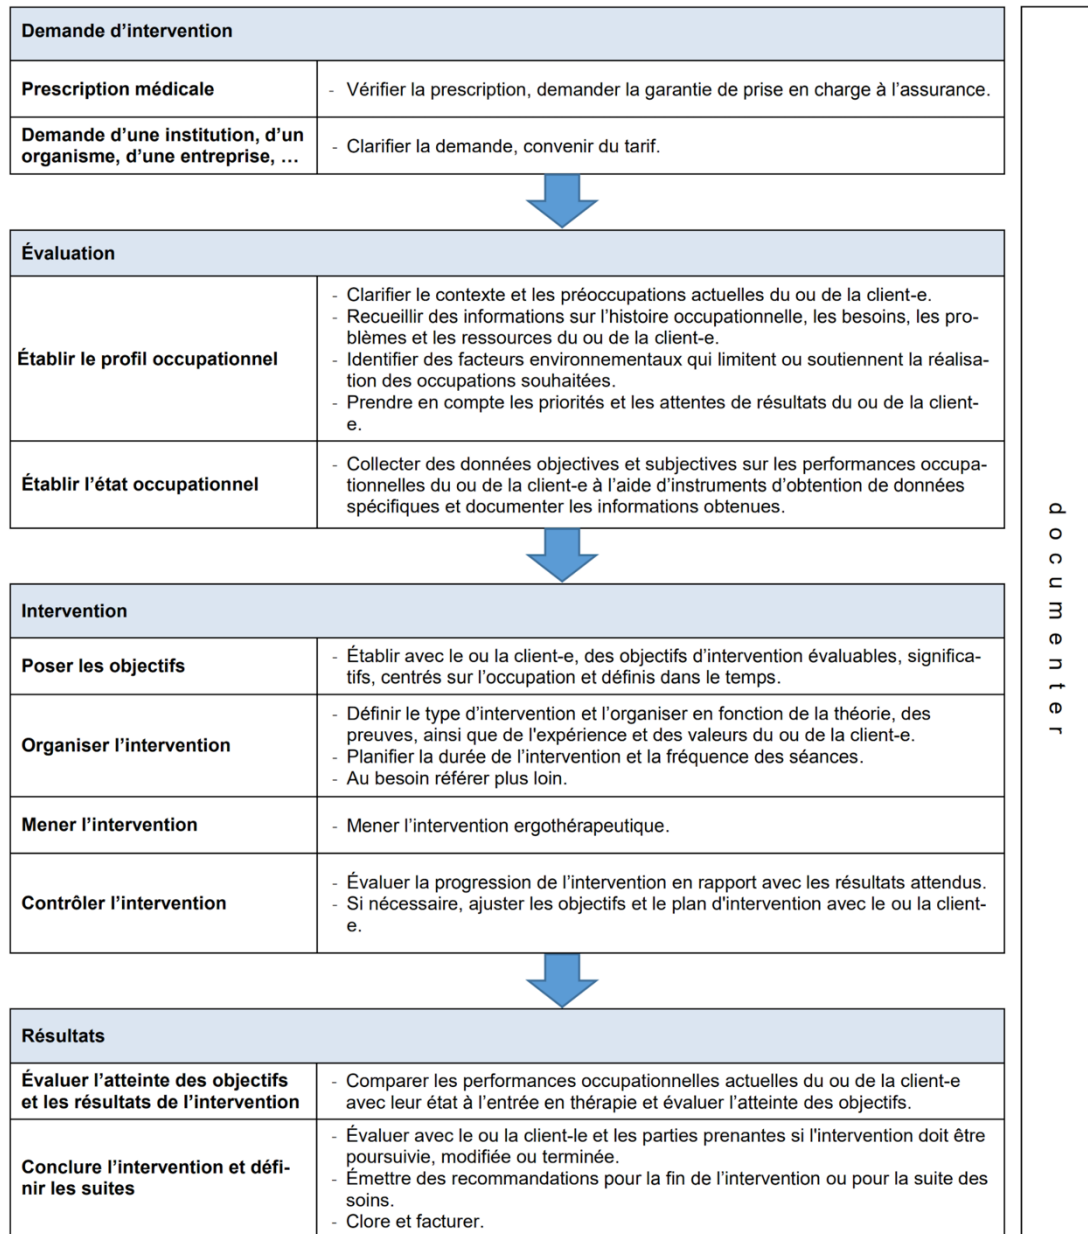 Demande d'intervention
Prescription médicale
- Vérifier la prescription, demander la garantie de prise en charge à l'assurance.
Demande d'une institution, d'un
organisme, d'une entreprise, …
- Clarifier la demande, convenir du tarif.
Évaluation
Établir le profil occupationnel
- Clarifier le contexte et les préoccupations actuelles du ou de la client-e.
- Recueillir des informations sur l'histoire occupationnelle, les besoins, les pro-
blèmes et les ressources du ou de la client-e.
- Identifier des facteurs environnementaux qui limitent ou soutiennent la réalisa-
tion des occupations souhaitées.
- Prendre en compte les priorités et les attentes de résultats du ou de la client-
e.
Établir l'état occupationnel
- Collecter des données objectives et subjectives sur les performances occupa-
tionnelles du ou de la client-e à l'aide d'instruments d'obtention de données
spécifiques et documenter les informations obtenues.
Intervention
Poser les objectifs
- Établir avec le ou la client-e, des objectifs d'intervention évaluables, significa-
tifs, centrés sur l'occupation et définis dans le temps.
Organiser l'intervention
- Définir le type d'intervention et l'organiser en fonction de la théorie, des
preuves, ainsi que de l'expérience et des valeurs du ou de la client-e.
- Planifier la durée de l'intervention et la fréquence des séances.
- Au besoin référer plus loin.
Mener l'intervention
- Mener l'intervention ergothérapeutique.
Contrôler l'intervention
- Évaluer la progression de l'intervention en rapport avec les résultats attendus.
- Si nécessaire, ajuster les objectifs et le plan d'intervention avec le ou la client-
e.
Résultats
Évaluer l'atteinte des objectifs
et les résultats de l'intervention
- Comparer les performances occupationnelles actuelles du ou de la client-e
avec leur état à l'entrée en thérapie et évaluer l'atteinte des objectifs.
Conclure l'intervention et défi-
nir les suites
- Évaluer avec le ou la client-le et les parties prenantes si l'intervention doit être
poursuivie, modifiée ou terminée.
- Émettre des recommandations pour la fin de l'intervention ou pour la suite des
soins.
- Clore et facturer.
documenter